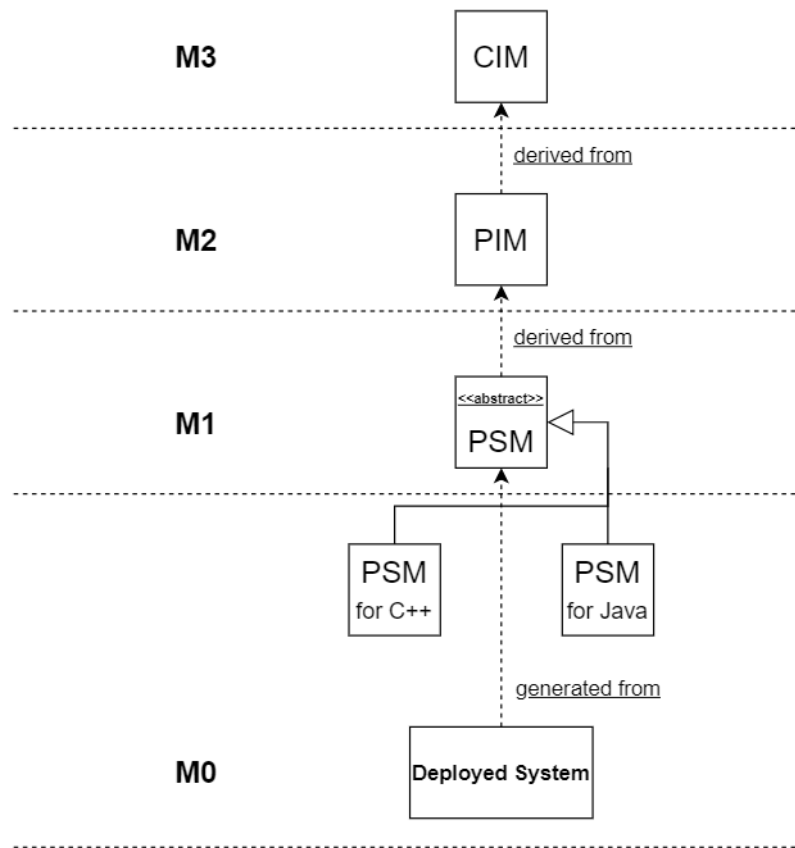 M3
CIM
derived from
M2
PIM
derived from
M1
<<abstract>>
PSM
PSM
for C++
PSM
for Java
generated from
M0
Deployed System